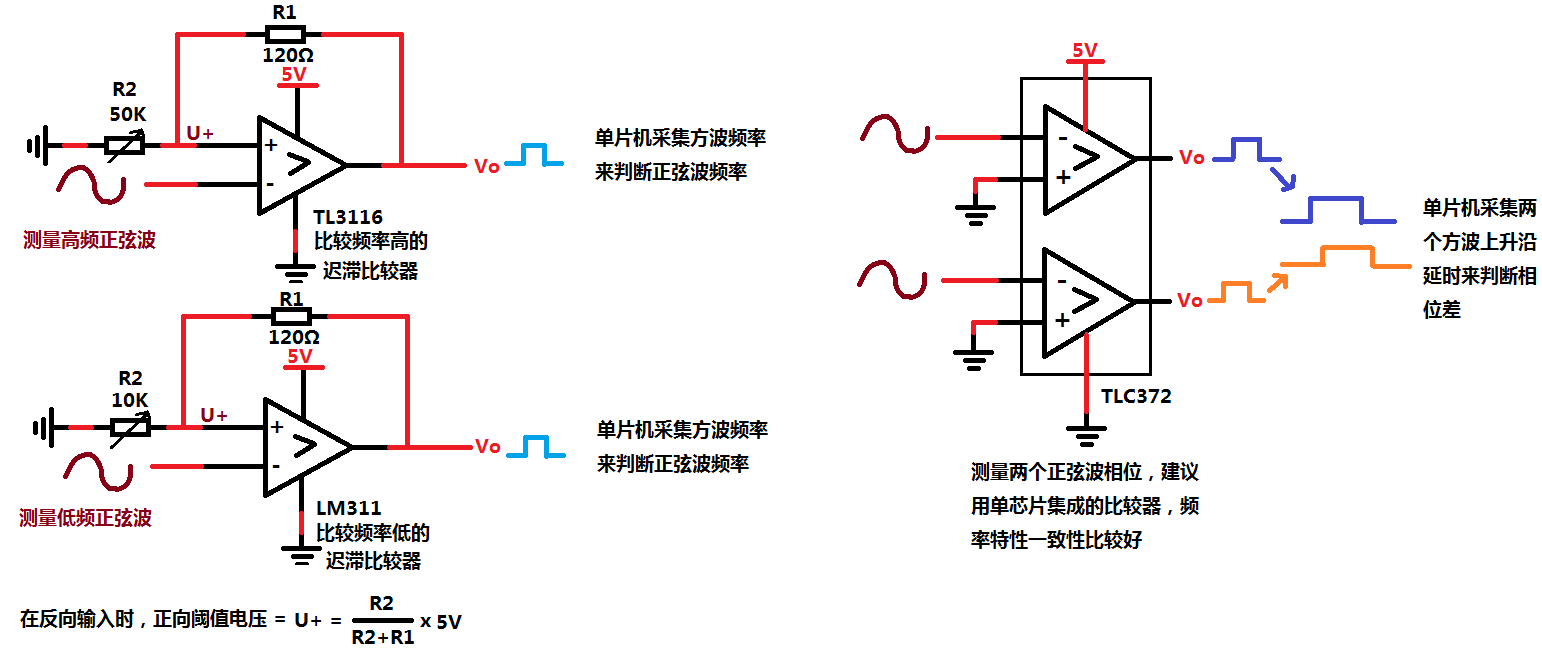 R1
120Ω
5V
R2
50K
U+
+
-
Vo
单片机采集方波频率
来判断正弦波频率
测量高频正弦波
TL3116
比较频率高的
迟滞比较器
R1
120Ω
5V
R2
10K
U+
+
-
Vo
单片机采集方波频率
来判断正弦波频率
测量低频正弦波
LM311
比较频率低的
迟滞比较器
在反向输入时，正向阈值电压 = U+ = R2 / R2+R1 x 5V
5V
-
+
Vo
-
+
Vo
TLC372
单片机采集两
个方波上升沿
延时来判断相
位差
测量两个正弦波相位，建议
用单芯片集成的比较器，频
率特性一致性比较好